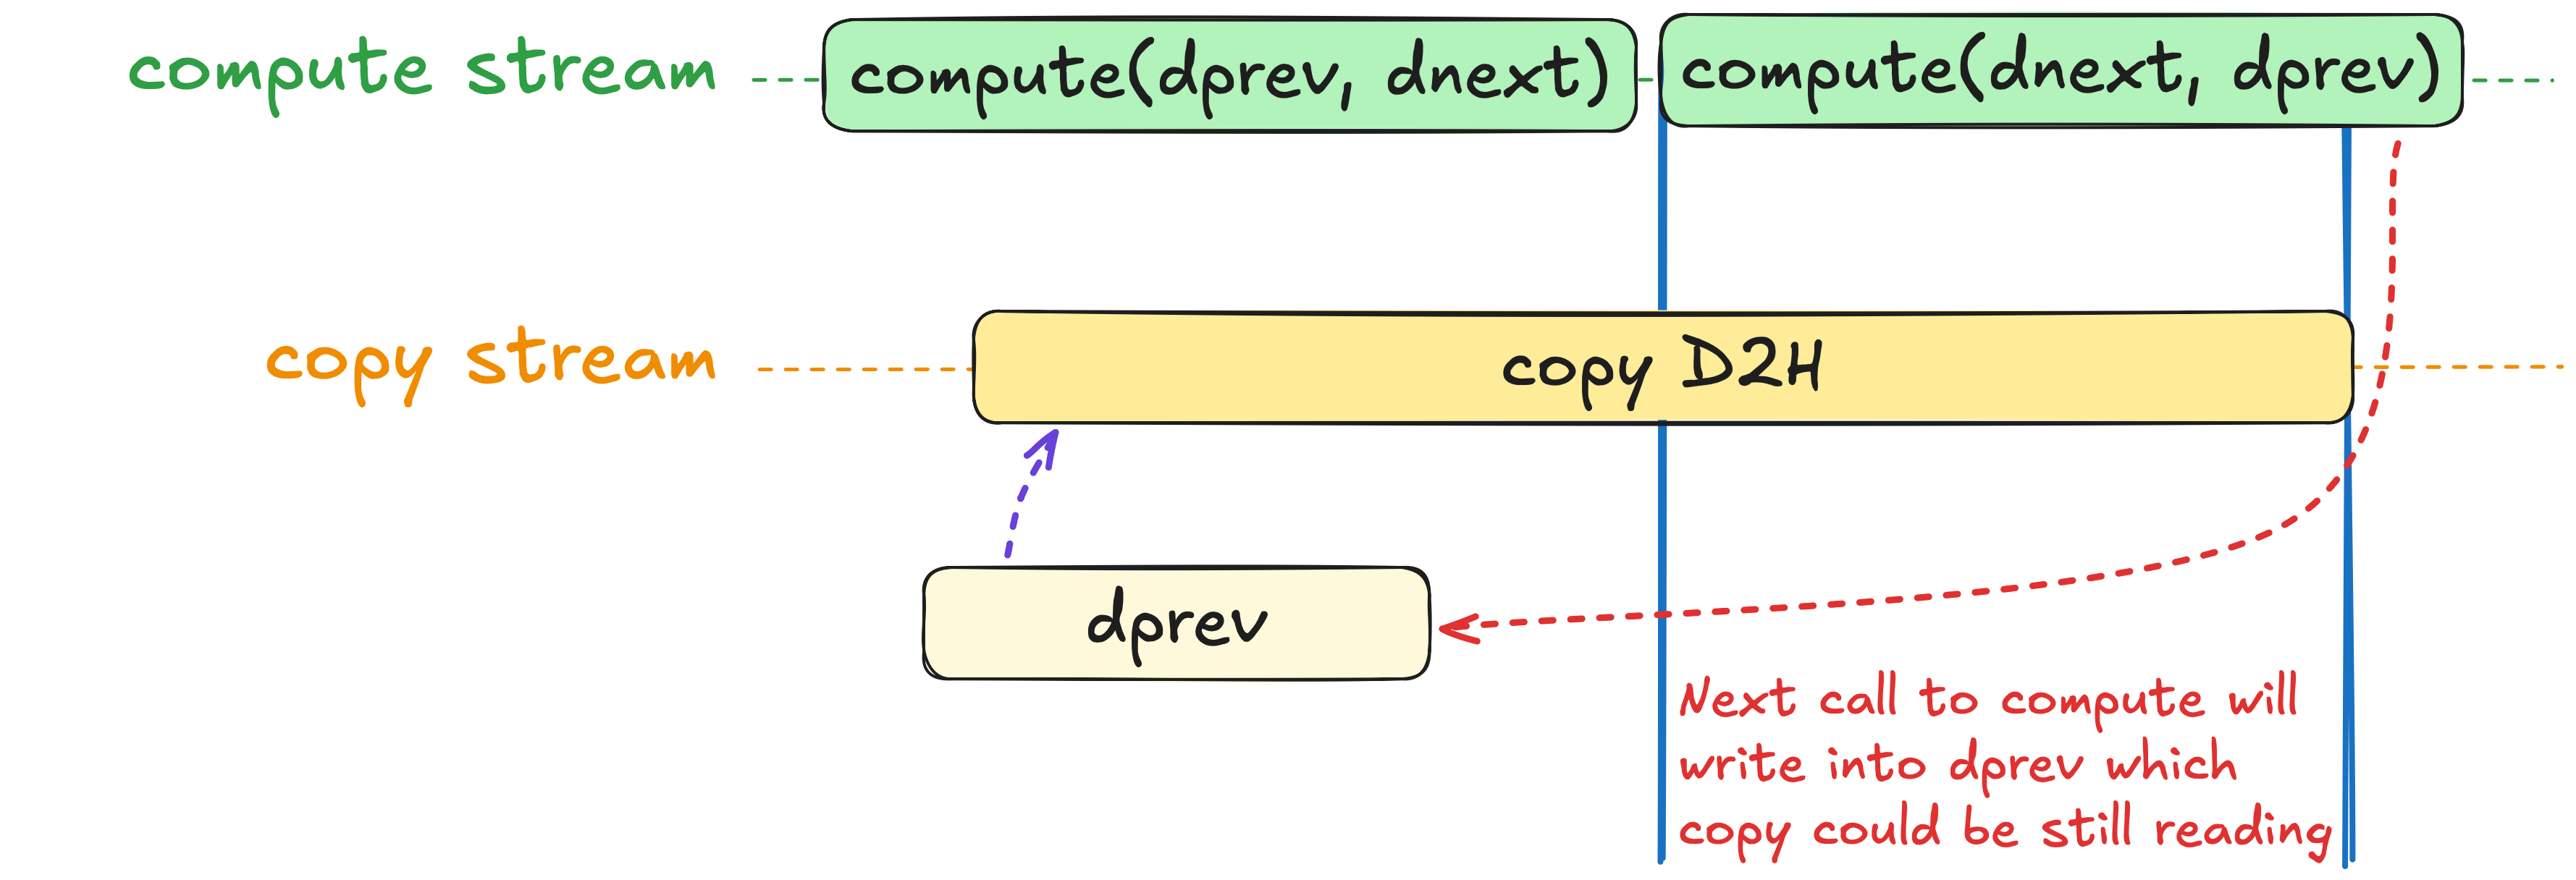 compute stream
compute(dprev, dnext)
compute(dnext, dprev)
copy stream
copy D2H
dprev
Next call to compute will
write into dprev which
copy could be still reading